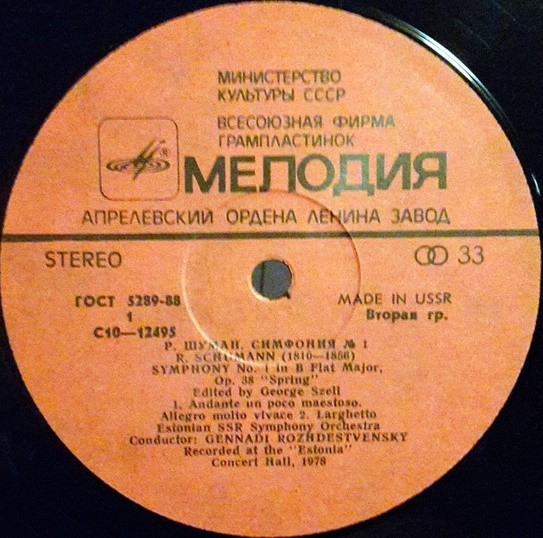 МИНИСТЕРСТВО
КУЛЬТУРЫ СССР
ВСЕСОЮЗНАЯ ФИРМА
ГРАМПЛАСТИНОК
®
МЕЛОДИЯ
АПРЕЛЕВСКИЙ ОРДЕНА ЛЕНИНА ЗАВОД
STEREO 33
ГОСТ 5289-88 MADE IN USSR
1 Вторая гр.
С10—12495
Р. ШУМАН. СИМФОНИЯ № 1
R. SCHUMANN (1810—1856)
SYMPHONY No. 1 in B Flat Major,
Op. 38 "Spring"
Edited by George Szell
1. Andante un poco maestoso.
Allegro molto vivace 2. Larghetto
Estonian SSR Symphony Orchestra
Conductor: GENNADI ROZHDESTVENSKY
Recorded at the "Estonia"
Concert Hall, 1978